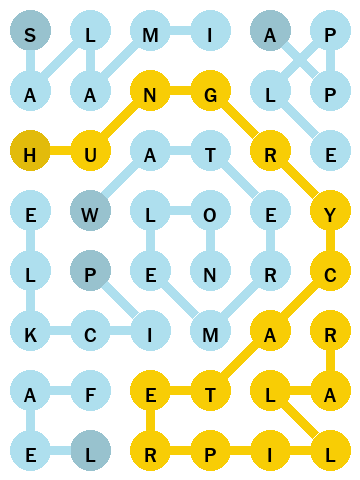 S L M I A P
A A N G L P
H U A T R E
E W L O E Y
L P E N R C
K C I M A R
A F E T L A
E L R P I L